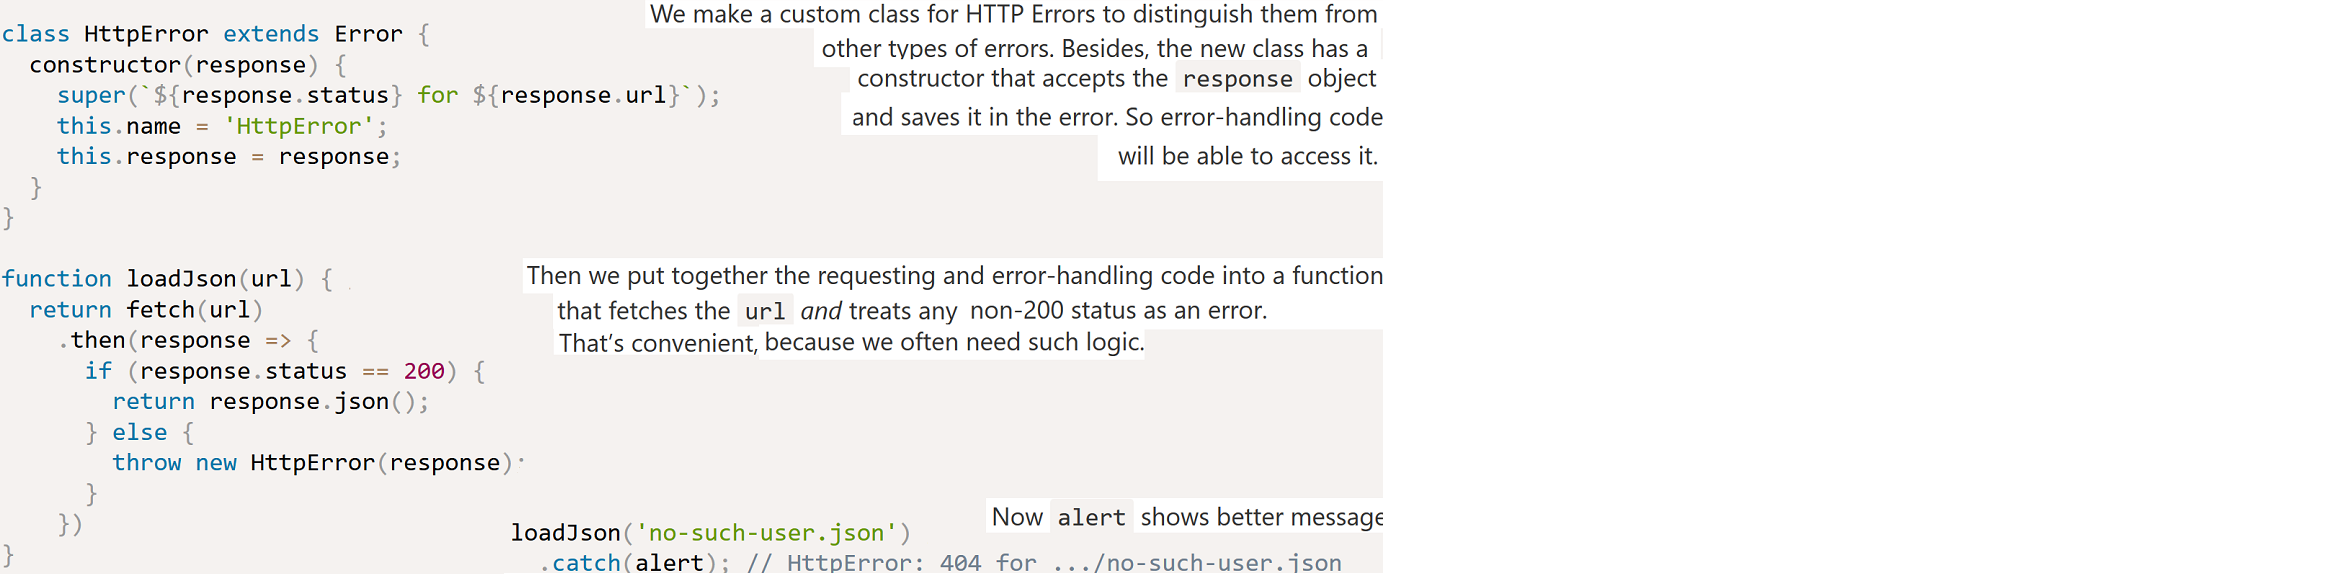 We make a custom class for HTTP Errors to distinguish them from
other types of errors. Besides, the new class has a
constructor that accepts the response object
and saves it in the error. So error-handling code
will be able to access it.
class HttpError extends Error {
  constructor(response) {
    super(`${response.status} for ${response.url}`);
    this.name = 'HttpError';
    this.response = response;
  }
}
Then we put together the requesting and error-handling code into a function
that fetches the url and treats any non-200 status as an error.
That's convenient, because we often need such logic.
function loadJson(url) {
  return fetch(url)
    .then(response => {
      if (response.status == 200) {
        return response.json();
      } else {
        throw new HttpError(response)
      }
    })
}
Now alert shows better message
loadJson('no-such-user.json')
  .catch(alert); // HttpError: 404 for .../no-such-user.json